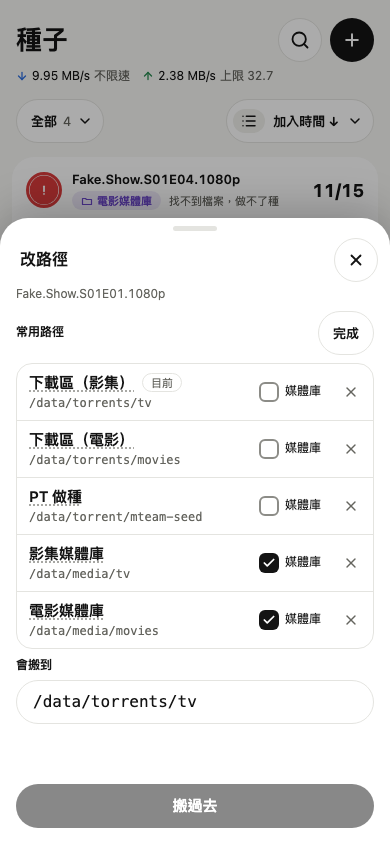 種子
9.95 MB/s 不限速 2.38 MB/s 上限 32.7
全部 4
加入時間 ↓
Fake.Show.S01E04.1080p
電影媒體庫 找不到檔案，做不了種
11/15
改路徑
Fake.Show.S01E01.1080p
常用路徑
完成
下載區（影集） 目前
/data/torrents/tv
媒體庫
下載區（電影）
/data/torrents/movies
媒體庫
PT 做種
/data/torrent/mteam-seed
媒體庫
影集媒體庫
/data/media/tv
媒體庫
電影媒體庫
/data/media/movies
媒體庫
會搬到
/data/torrents/tv
搬過去